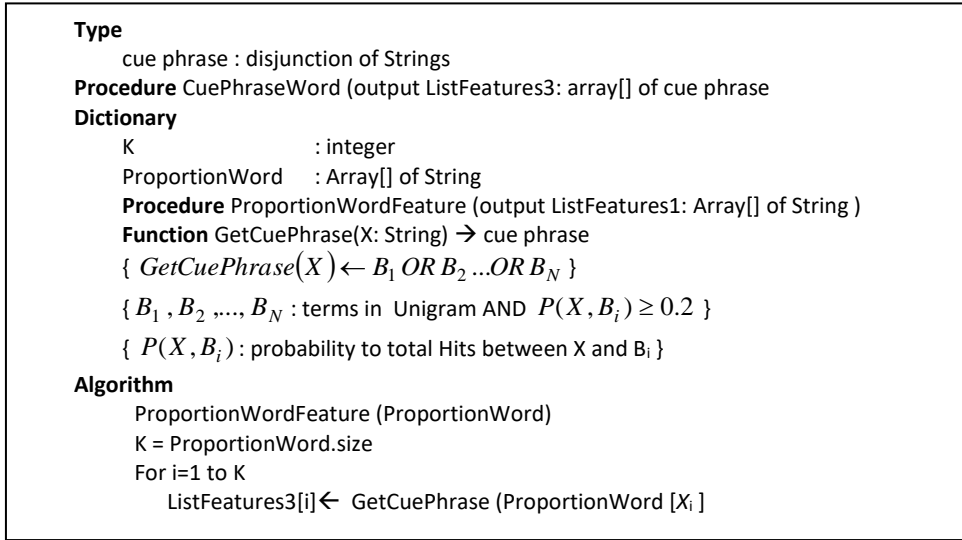 Type
cue phrase : disjunction of Strings
Procedure CuePhraseWord (output ListFeatures3: array[] of cue phrase
Dictionary
K : integer
ProportionWord : Array[] of String
Procedure ProportionWordFeature (output ListFeatures1: Array[] of String )
Function GetCuePhrase(X: String) → cue phrase
{ GetCuePhrase(X) ← B₁ OR B₂ ...OR B_N }
{ B₁ , B₂ ,..., B_N : terms in Unigram AND P(X, Bᵢ) ≥ 0.2 }
{ P(X, Bᵢ) : probability to total Hits between X and Bᵢ }
Algorithm
ProportionWordFeature (ProportionWord)
K = ProportionWord.size
For i=1 to K
ListFeatures3[i]← GetCuePhrase (ProportionWord [Xᵢ ]